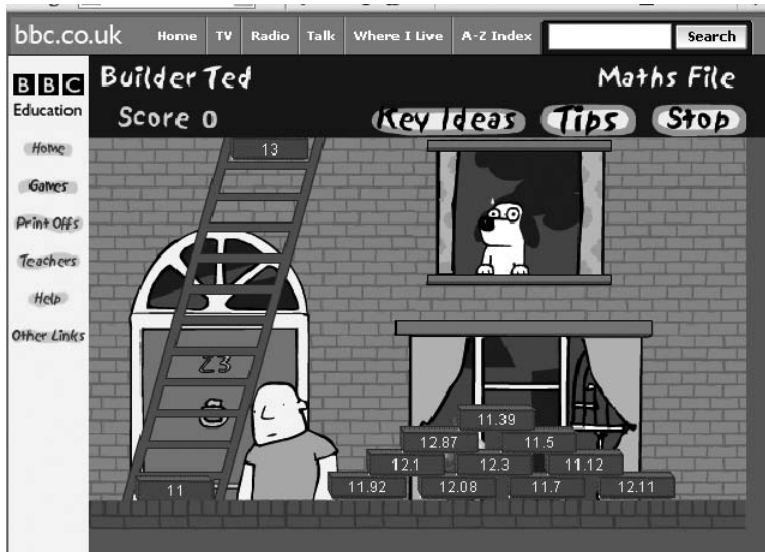 bbc.co.uk Home TV Radio Talk Where I Live A-Z Index Search
BBC
Education
Home
Games
Print Offs
Teachers
Help
Other Links
Builder Ted Maths File
Score 0 Key Ideas Tips Stop
13
23
11.39
12.87 11.5
12.1 12.3 11.12
11 11.92 12.08 11.7 12.11